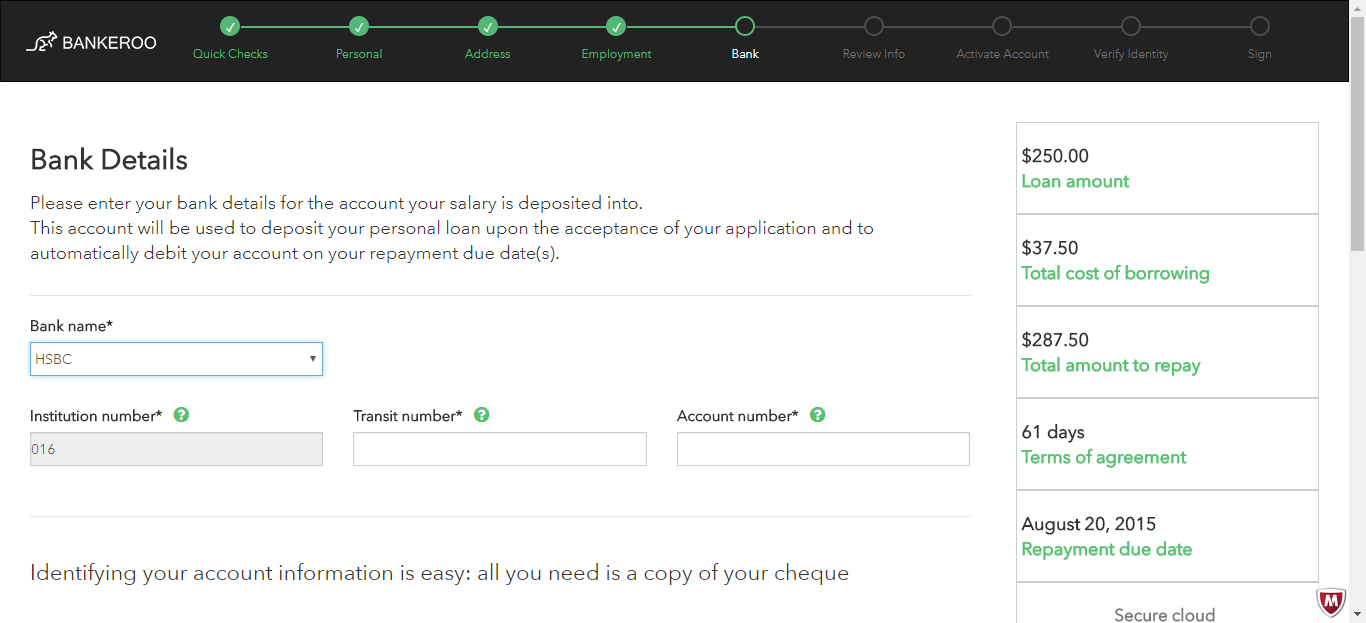 BANKEROO
Quick Checks
Personal
Address
Employment
Bank
Review Info
Activate Account
Verify Identity
Sign
Bank Details
Please enter your bank details for the account your salary is deposited into.
This account will be used to deposit your personal loan upon the acceptance of your application and to
automatically debit your account on your repayment due date(s).
Bank name*
HSBC
Institution number* ?
Transit number* ?
Account number* ?
016
Identifying your account information is easy: all you need is a copy of your cheque
$250.00
Loan amount
$37.50
Total cost of borrowing
$287.50
Total amount to repay
61 days
Terms of agreement
August 20, 2015
Repayment due date
Secure cloud
M